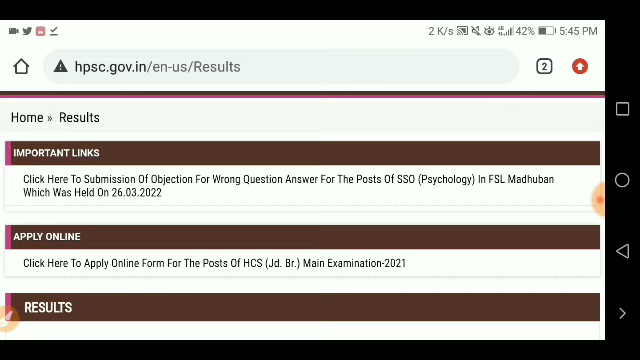 2 K/s 42% 5:45 PM
hpsc.gov.in/en-us/Results 2
Home » Results
IMPORTANT LINKS
Click Here To Submission Of Objection For Wrong Question Answer For The Posts Of SSO (Psychology) In FSL Madhuban
Which Was Held On 26.03.2022
APPLY ONLINE
Click Here To Apply Online Form For The Posts Of HCS (Jd. Br.) Main Examination-2021
RESULTS